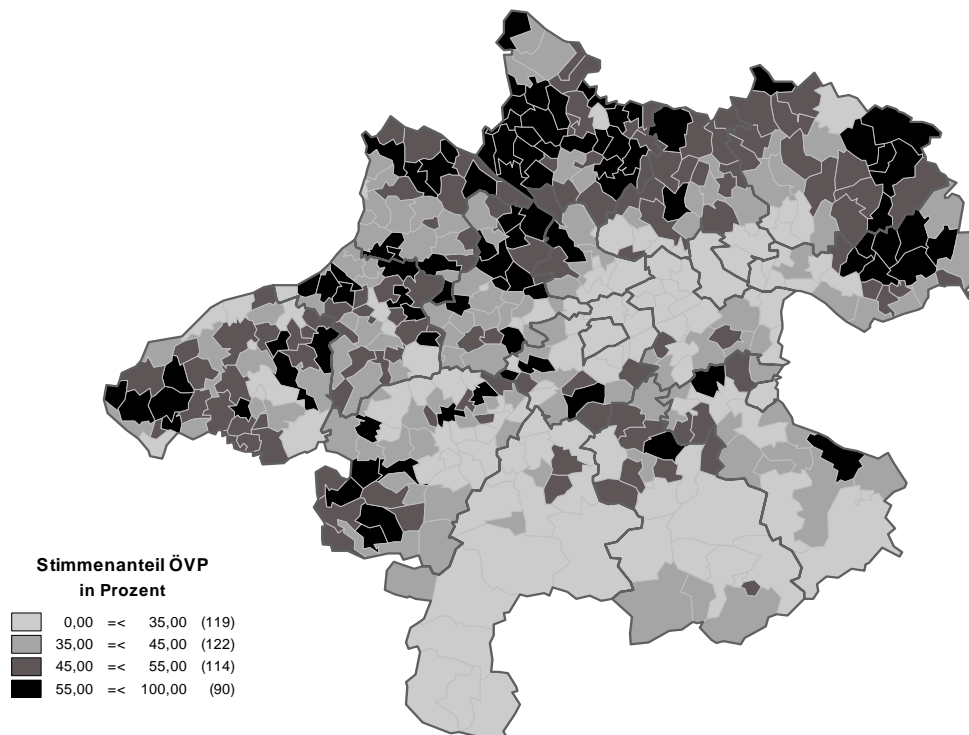 Stimmenanteil ÖVP
in Prozent
0,00 =< 35,00 (119)
35,00 =< 45,00 (122)
45,00 =< 55,00 (114)
55,00 =< 100,00 (90)